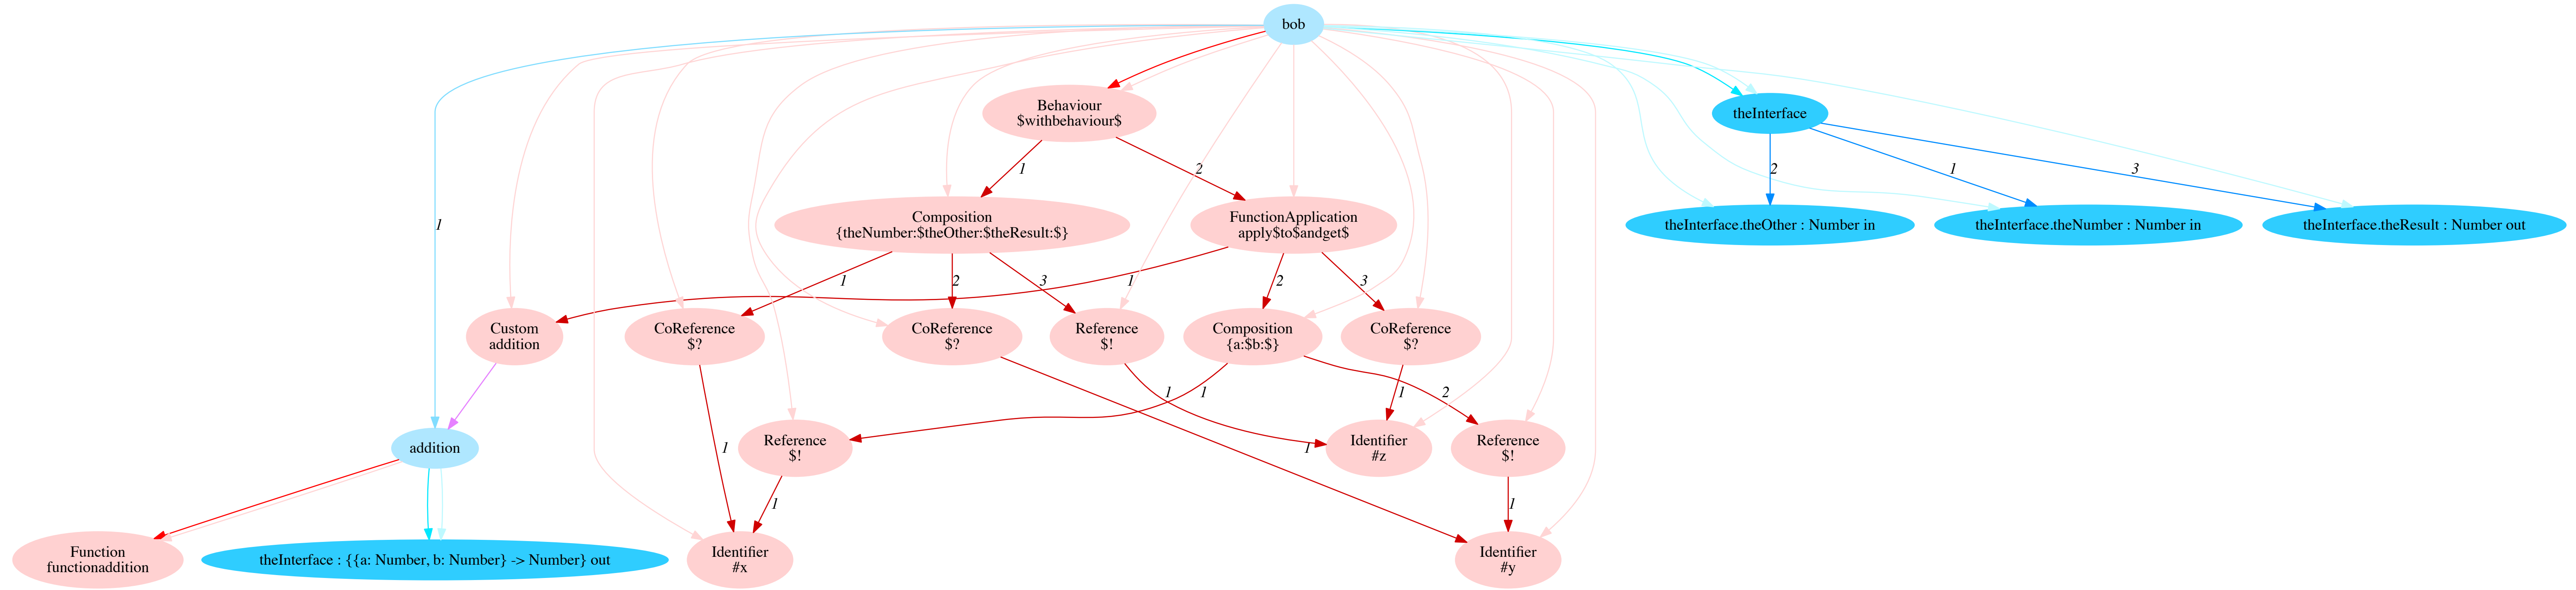 bob
Behaviour
$withbehaviour$
theInterface
1
2
2
1
3
1
Composition
{theNumber:$theOther:$theResult:$}
FunctionApplication
apply$to$andget$
theInterface.theOther : Number in
theInterface.theNumber : Number in
theInterface.theResult : Number out
1
2
3
1
2
3
Custom
addition
CoReference
$?
CoReference
$?
Reference
$!
Composition
{a:$b:$}
CoReference
$?
1
1
1
2
addition
Reference
$!
Identifier
#z
Reference
$!
1
1
1
1
Function
functionaddition
theInterface : {{a: Number, b: Number} -> Number} out
Identifier
#x
Identifier
#y